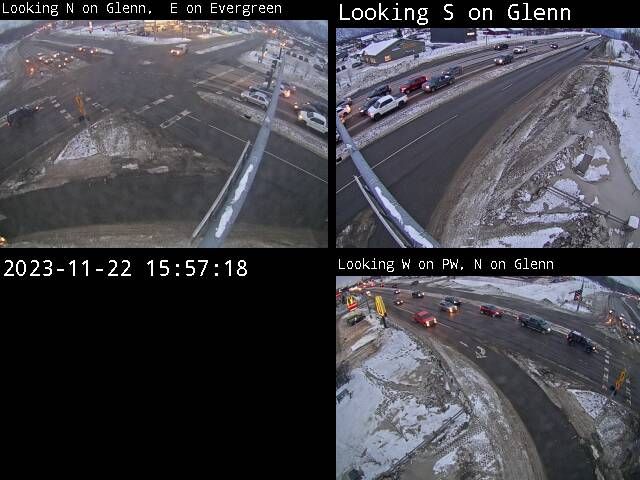 Looking N on Glenn,  E on Evergreen
Looking S on Glenn
2023-11-22 15:57:18
Looking W on PW, N on Glenn